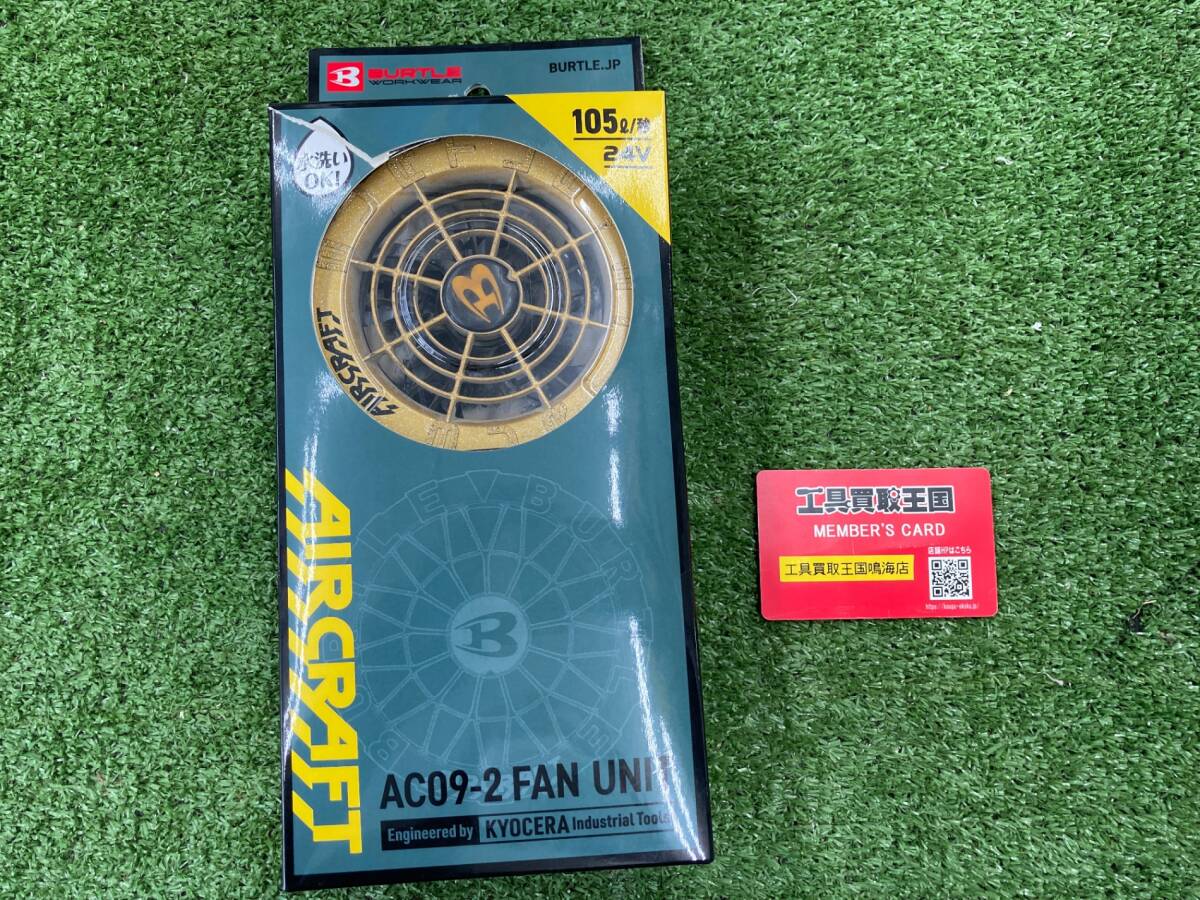 BURTLE
WORKWEAR
BURTLE.JP
105ℓ/秒
24V
水洗い
OK!
AIRCRAFT
AIRCRAFT
AC09-2 FAN UNIT
Engineered by KYOCERA Industrial Tools
工具買取王国
MEMBER'S CARD
店舗HPはこちら
工具買取王国鳴海店